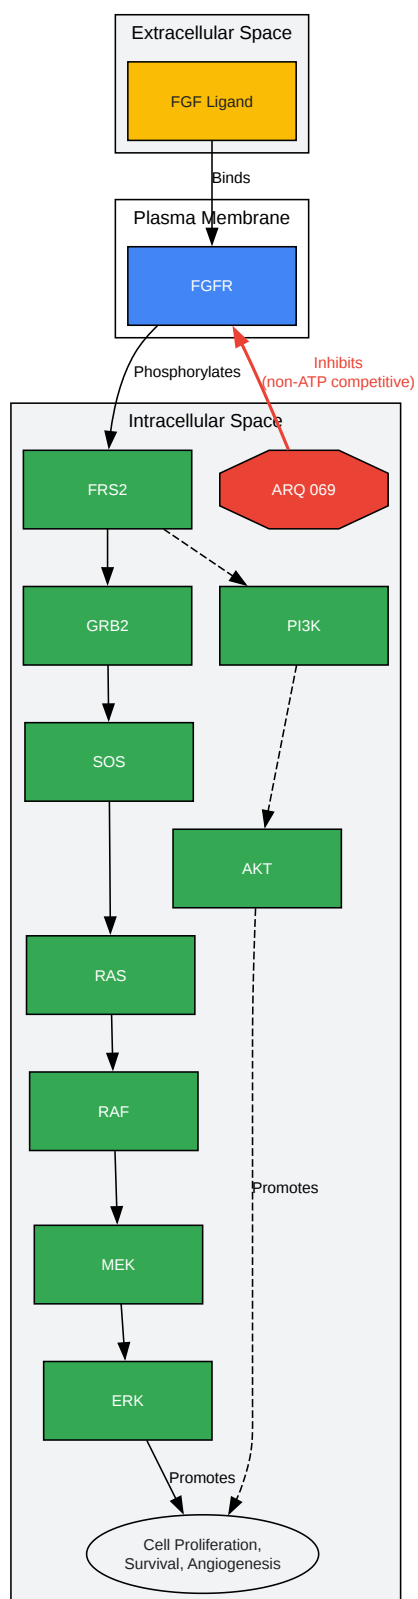 Extracellular Space
FGF Ligand
Binds
Plasma Membrane
FGFR
Phosphorylates
Inhibits
(non-ATP competitive)
Intracellular Space
FRS2
ARQ 069
GRB2
PI3K
SOS
AKT
RAS
RAF
Promotes
MEK
ERK
Promotes
Cell Proliferation,
Survival, Angiogenesis